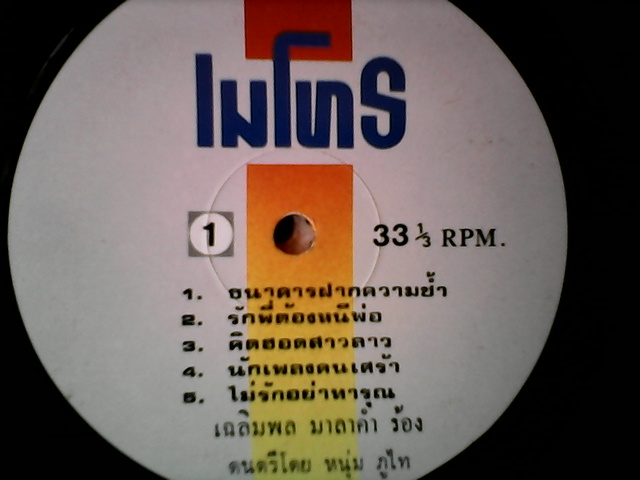 ไมโทร
1
33 ⅓ RPM.
1. ธนาคารฝากความช้ำ
2. รักพี่ต้องหนีพ่อ
3. คิดฮอดสาวลาว
4. นักเพลงคนเศร้า
5. ไม่รักอย่าทารุณ
เฉลิมพล มาลาคำ ร้อง
ดนตรีโดย หนุ่ม ภูไท